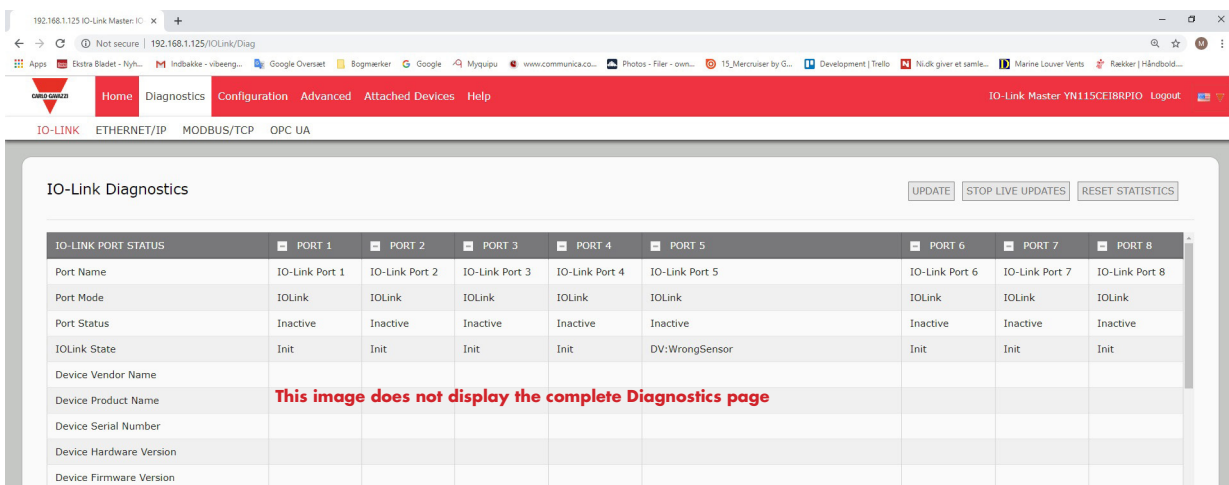 192.168.1.125 IO-Link Master: IO
Not secure | 192.168.1.125/IOLink/Diag
Apps Ekstra Bladet - Nyh... Indbakke - vibeeng... Google Oversæt Bogmærker Google Myquipu www.communica.co... Photos - Filer - own... 15_Mercruiser by G... Development | Trello Ni.dk giver et samle... Marine Louver Vents Rækker | Håndbold....
CARLO GAVAZZI Home Diagnostics Configuration Advanced Attached Devices Help IO-Link Master YN115CEI8RPIO Logout
IO-LINK ETHERNET/IP MODBUS/TCP OPC UA
IO-Link Diagnostics UPDATE STOP LIVE UPDATES RESET STATISTICS
IO-LINK PORT STATUS PORT 1 PORT 2 PORT 3 PORT 4 PORT 5 PORT 6 PORT 7 PORT 8
Port Name IO-Link Port 1 IO-Link Port 2 IO-Link Port 3 IO-Link Port 4 IO-Link Port 5 IO-Link Port 6 IO-Link Port 7 IO-Link Port 8
Port Mode IOLink IOLink IOLink IOLink IOLink IOLink IOLink IOLink
Port Status Inactive Inactive Inactive Inactive Inactive Inactive Inactive Inactive
IOLink State Init Init Init Init DV:WrongSensor Init Init Init
Device Vendor Name
Device Product Name This image does not display the complete Diagnostics page
Device Serial Number
Device Hardware Version
Device Firmware Version